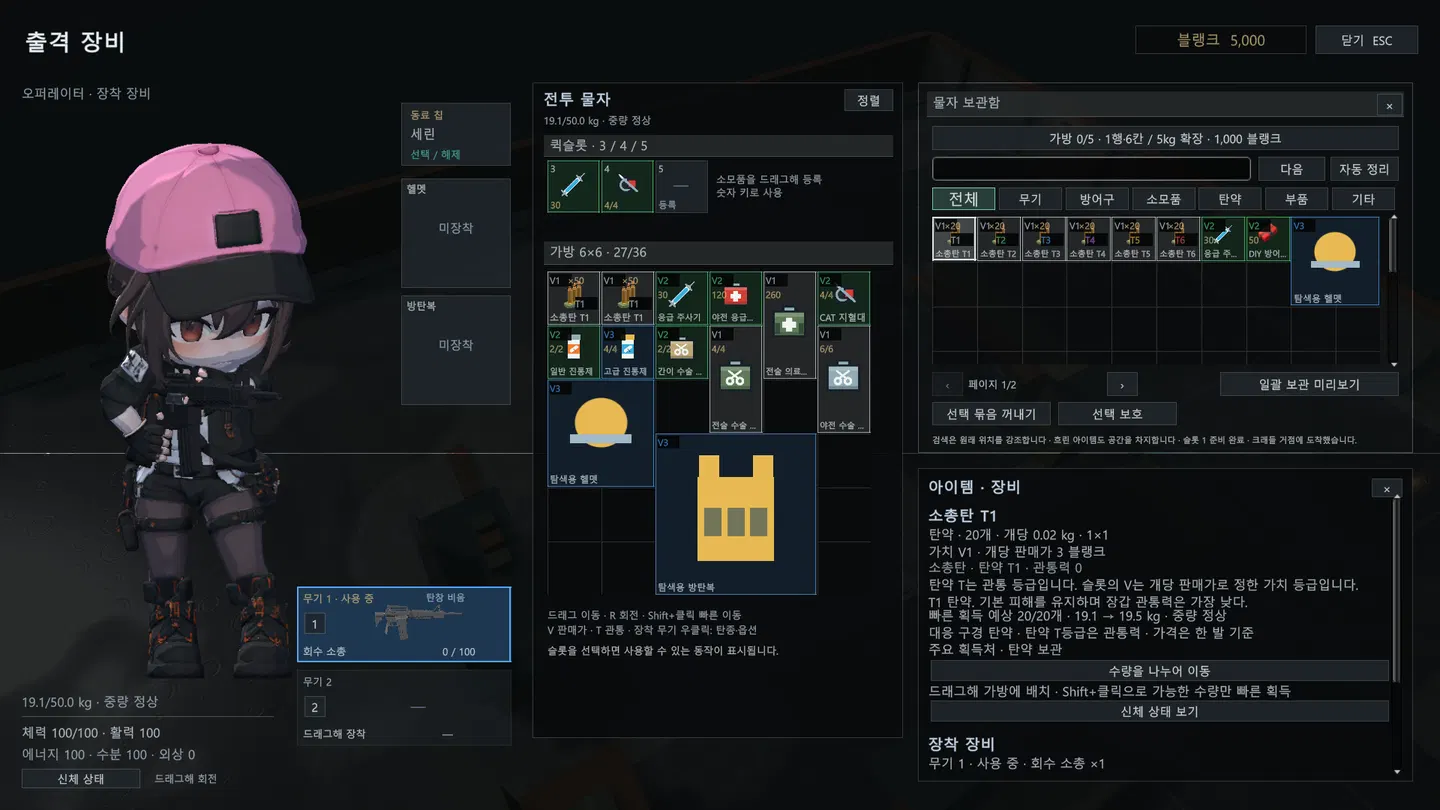 출격 장비
블랭크 5,000
닫기 ESC
오퍼레이터 · 장착 장비
동료 칩
세린
선택 / 해제
헬멧
미장착
방탄복
미장착
무기 1 · 사용 중
탄창 비움
1
회수 소총
0 / 100
무기 2
2
—
드래그해 장착
—
19.1/50.0 kg · 중량 정상
체력 100/100 · 활력 100
에너지 100 · 수분 100 · 외상 0
신체 상태
드래그해 회전
전투 물자
정렬
19.1/50.0 kg · 중량 정상
퀵슬롯 · 3 / 4 / 5
3
30
4
4/4
5
—
등록
소모품을 드래그해 등록
숫자 키로 사용
가방 6×6 · 27/36
V1 ×50
T1
소총탄 T1
V1 ×50
T1
소총탄 T1
V2
30
응급 주사기
V2
120
야전 응급...
V1
260
전술 의료...
V2
4/4
CAT 지혈대
V2
2/2
일반 진통제
V3
4/4
고급 진통제
V2
2/2
간이 수술 ...
V1
4/4
전술 수술 ...
V1
6/6
야전 수술 ...
V3
탐색용 헬멧
V3
탐색용 방탄복
드래그 이동 · R 회전 · Shift+클릭 빠른 이동
V 판매가 · T 관통 · 장착 무기 우클릭: 탄종·옵션
슬롯을 선택하면 사용할 수 있는 동작이 표시됩니다.
물자 보관함
×
가방 0/5 · 1행·6칸 / 5kg 확장 · 1,000 블랭크
다음
자동 정리
전체
무기
방어구
소모품
탄약
부품
기타
V1×20
T1
소총탄 T1
V1×20
T2
소총탄 T2
V1×20
T3
소총탄 T3
V1×20
T4
소총탄 T4
V1×20
T5
소총탄 T5
V1×20
T6
소총탄 T6
V2
30
응급 주...
V2
50
DIY 방어...
V3
탐색용 헬멧
‹
페이지 1/2
›
일괄 보관 미리보기
선택 묶음 꺼내기
선택 보호
검색은 원래 위치를 강조합니다 · 흐린 아이템도 공간을 차지합니다 · 슬롯 1 준비 완료 · 크래들 거점에 도착했습니다.
아이템 · 장비
×
소총탄 T1
탄약 · 20개 · 개당 0.02 kg · 1×1
가치 V1 · 개당 판매가 3 블랭크
소총탄 · 탄약 T1 · 관통력 0
탄약 T는 관통 등급입니다. 슬롯의 V는 개당 판매가로 정한 가치 등급입니다.
T1 탄약. 기본 피해를 유지하며 장갑 관통력은 가장 낮다.
빠른 획득 예상 20/20개 · 19.1 → 19.5 kg · 중량 정상
대응 구경 탄약 · 탄약 T등급은 관통력 · 가격은 한 발 기준
주요 획득처 · 탄약 보관
수량을 나누어 이동
드래그해 가방에 배치 · Shift+클릭으로 가능한 수량만 빠른 획득
신체 상태 보기
장착 장비
무기 1 · 사용 중 · 회수 소총 ×1